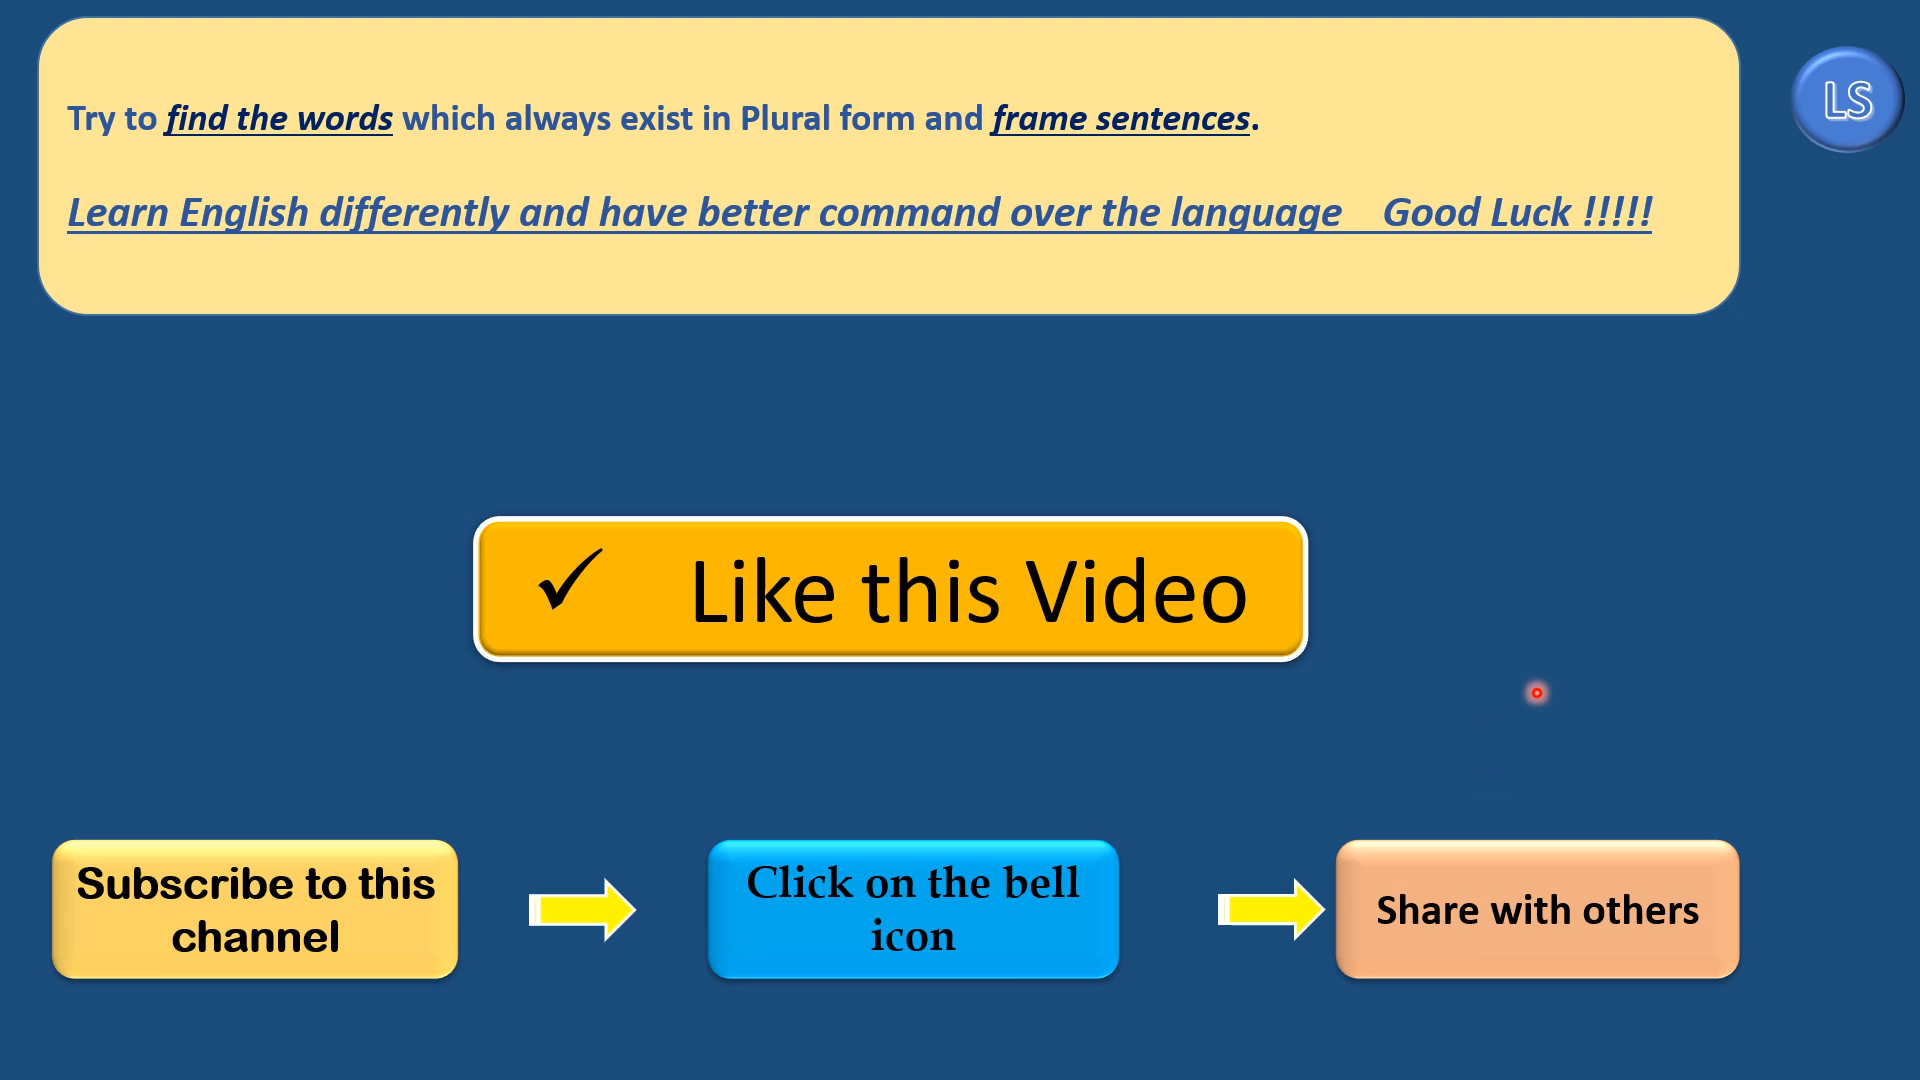 Try to find the words which always exist in Plural form and frame sentences.
LS
Learn English differently and have better command over the language    Good Luck !!!!!
✓ Like this Video
Subscribe to this
channel
Click on the bell
icon
Share with others